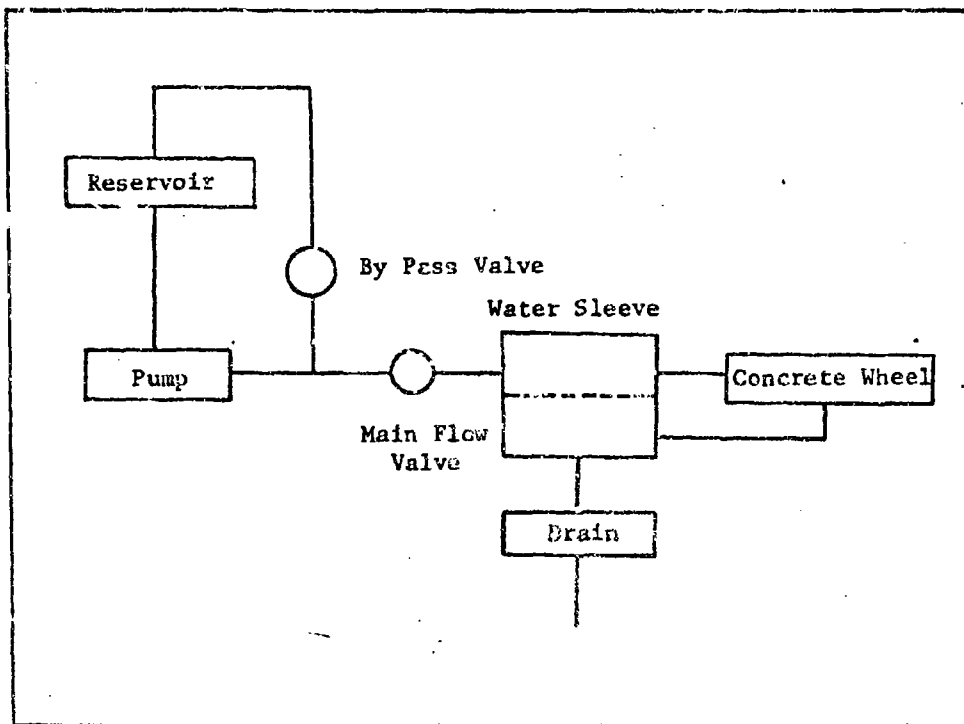 Reservoir
By Pass Valve
Water Sleeve
Pump
Concrete Wheel
Main Flow
Valve
Drain